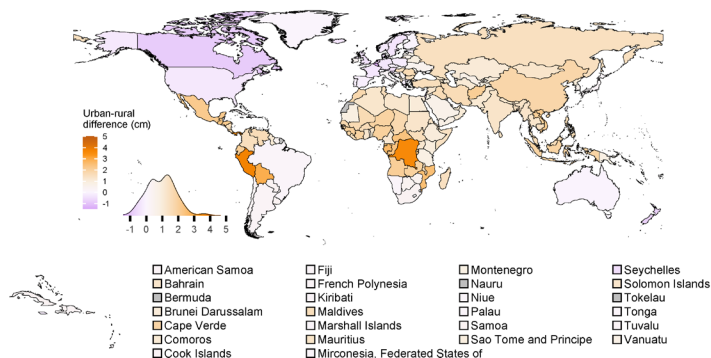 Urban-rural
difference (cm)
5
4
3
2
1
0
-1
-1 0 1 2 3 4 5
American Samoa Fiji Montenegro Seychelles
Bahrain French Polynesia Nauru Solomon Islands
Bermuda Kiribati Niue Tokelau
Brunei Darussalam Maldives Palau Tonga
Cape Verde Marshall Islands Samoa Tuvalu
Comoros Mauritius Sao Tome and Principe Vanuatu
Cook Islands Mirconesia, Federated States of